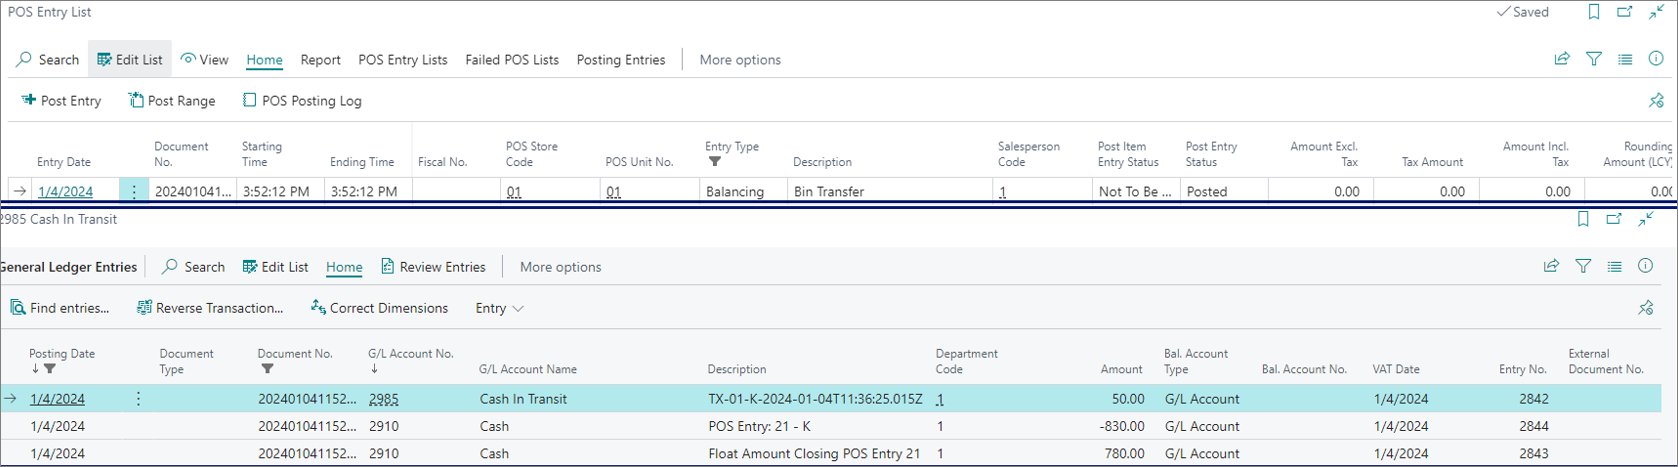 POS Entry List Saved
Search Edit List View Home Report POS Entry Lists Failed POS Lists Posting Entries More options
Post Entry Post Range POS Posting Log
Entry Date Document No. Starting Time Ending Time Fiscal No. POS Store Code POS Unit No. Entry Type Description Salesperson Code Post Item Entry Status Post Entry Status Amount Excl. Tax Tax Amount Amount Incl. Tax Rounding Amount (LCY)
1/4/2024 202401041... 3:52:12 PM 3:52:12 PM 01 01 Balancing Bin Transfer 1 Not To Be ... Posted 0.00 0.00 0.00 0.00
2985 Cash In Transit
General Ledger Entries Search Edit List Home Review Entries More options
Find entries... Reverse Transaction... Correct Dimensions Entry
Posting Date Document Type Document No. G/L Account No. G/L Account Name Description Department Code Amount Bal. Account Type Bal. Account No. VAT Date Entry No. External Document No.
1/4/2024 202401041152... 2985 Cash In Transit TX-01-K-2024-01-04T11:36:25.015Z 1 50.00 G/L Account 1/4/2024 2842
1/4/2024 202401041152... 2910 Cash POS Entry: 21 - K 1 -830.00 G/L Account 1/4/2024 2844
1/4/2024 202401041152... 2910 Cash Float Amount Closing POS Entry 21 1 780.00 G/L Account 1/4/2024 2843